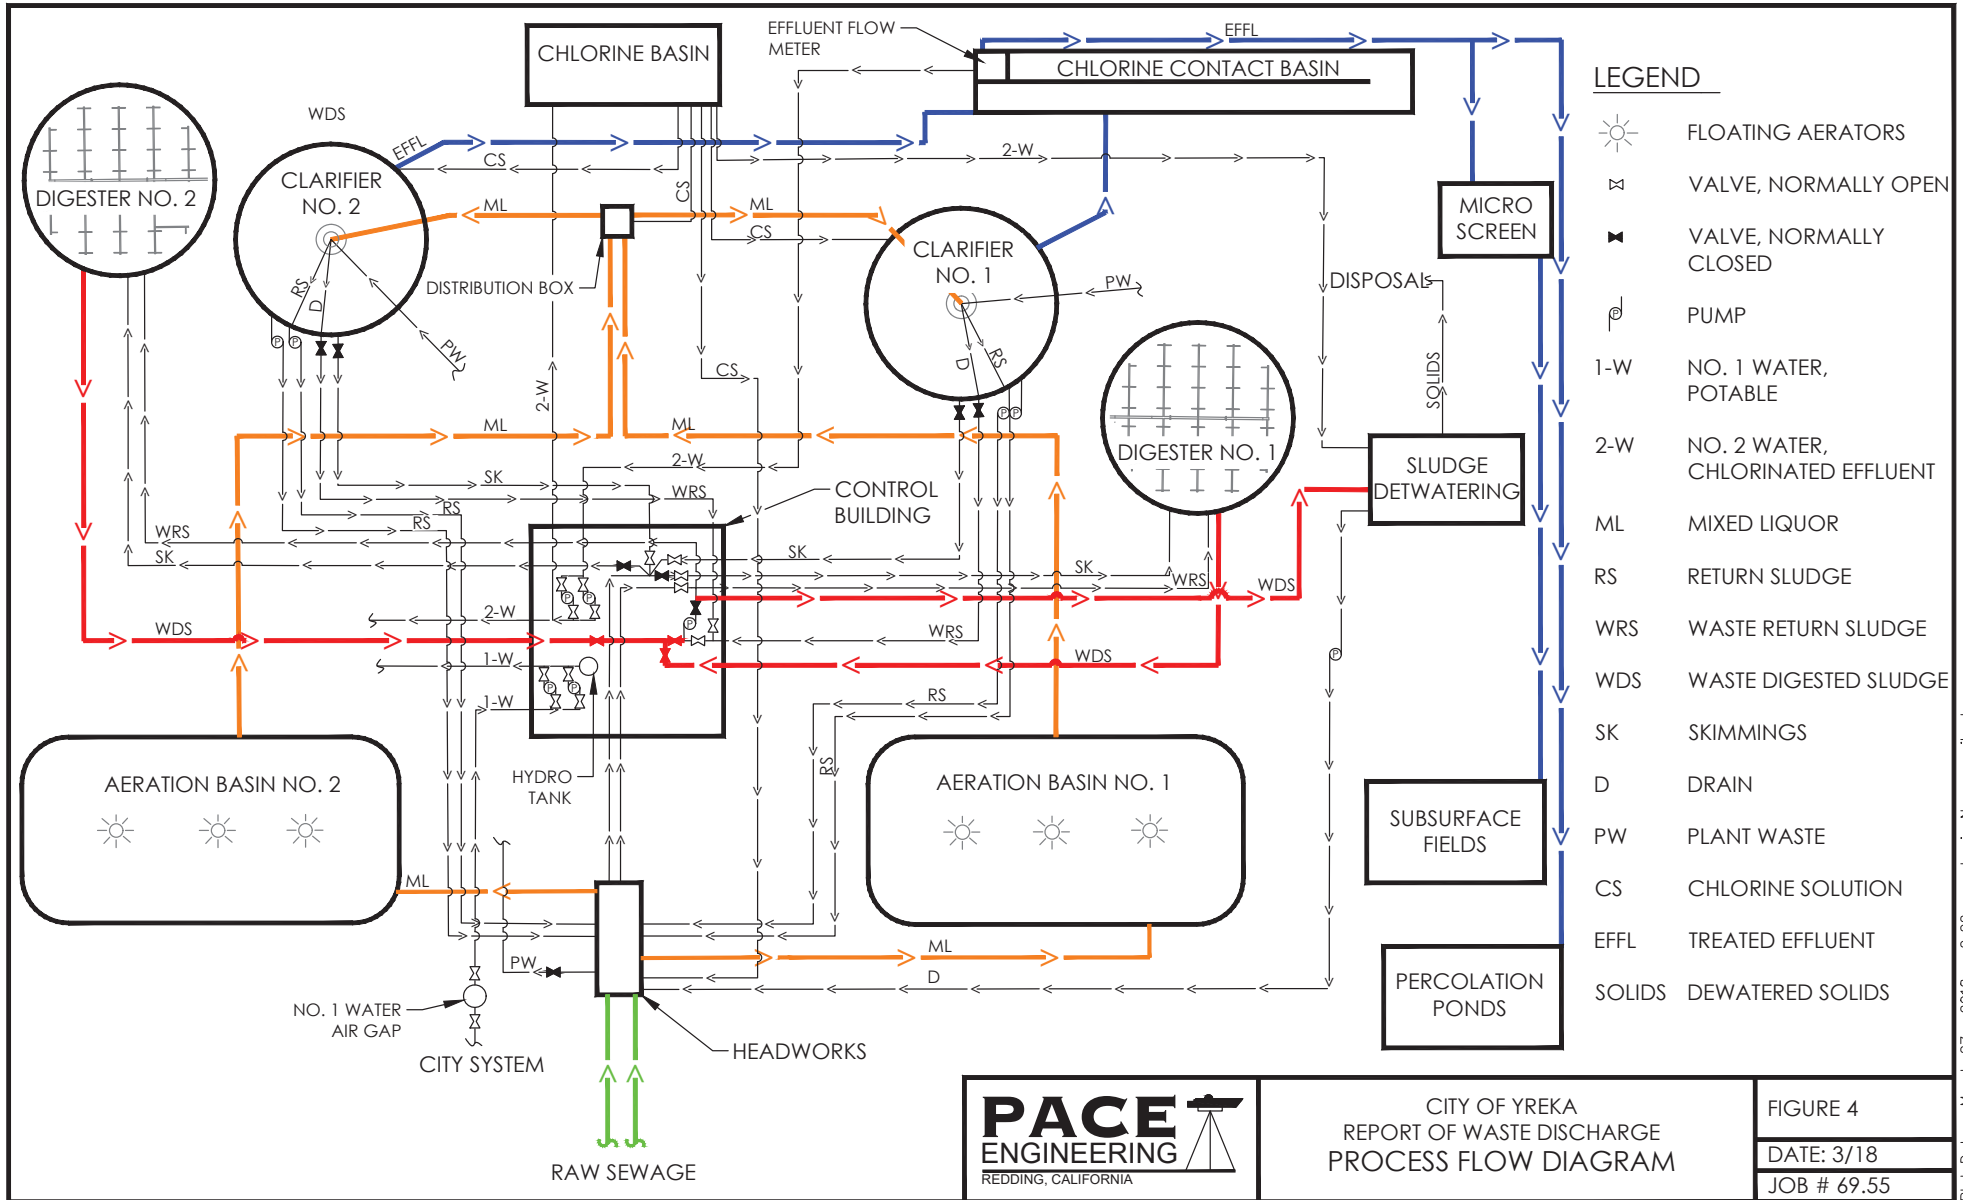 CHLORINE BASIN
EFFLUENT FLOW
METER
EFFL
CHLORINE CONTACT BASIN
WDS
DIGESTER NO. 2
CLARIFIER
NO. 2
EFFL
CS
ML
CS
ML
CS
2-W
CLARIFIER
NO. 1
PW
RS
D
PW
DISTRIBUTION BOX
D
RS
CS
2-W
MICRO
SCREEN
DISPOSAL
SOLIDS
DIGESTER NO. 1
SLUDGE
DETWATERING
ML
ML
2-W
SK
WRS
RS
RS
CONTROL
BUILDING
WRS
SK
SK
SK
WRS
WDS
2-W
WDS
WRS
WDS
1-W
1-W
RS
RS
HYDRO
TANK
AERATION BASIN NO. 2
AERATION BASIN NO. 1
ML
PW
ML
D
NO. 1 WATER
AIR GAP
CITY SYSTEM
HEADWORKS
RAW SEWAGE
SUBSURFACE
FIELDS
PERCOLATION
PONDS
P
P
P
P
P
P
P
P
P
P
LEGEND
FLOATING AERATORS
VALVE, NORMALLY OPEN
VALVE, NORMALLY
CLOSED
P PUMP
1-W NO. 1 WATER,
POTABLE
2-W NO. 2 WATER,
CHLORINATED EFFLUENT
ML MIXED LIQUOR
RS RETURN SLUDGE
WRS WASTE RETURN SLUDGE
WDS WASTE DIGESTED SLUDGE
SK SKIMMINGS
D DRAIN
PW PLANT WASTE
CS CHLORINE SOLUTION
EFFL TREATED EFFLUENT
SOLIDS DEWATERED SOLIDS
PACE
ENGINEERING
REDDING, CALIFORNIA
CITY OF YREKA
REPORT OF WASTE DISCHARGE
PROCESS FLOW DIAGRAM
FIGURE 4
DATE: 3/18
JOB # 69.55